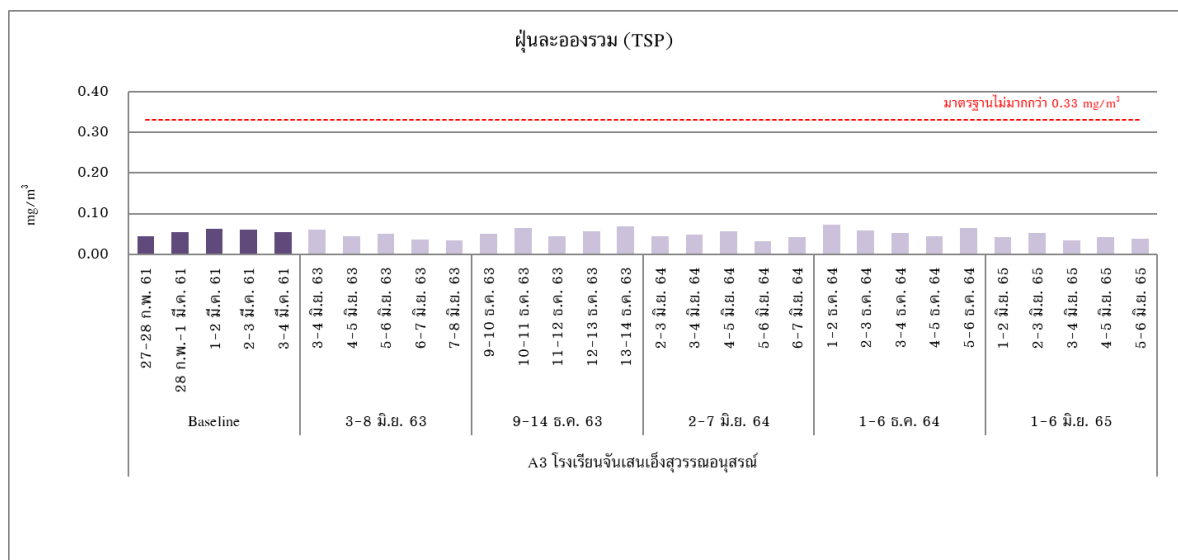 ฝุ่นละอองรวม (TSP)
มาตรฐานไม่มากกว่า 0.33 mg/m³
mg/m³
0.40
0.30
0.20
0.10
0.00
27-28 ก.พ. 61
28 ก.พ.-1 มี.ค. 61
1-2 มี.ค. 61
2-3 มี.ค. 61
3-4 มี.ค. 61
3-4 มิ.ย. 63
4-5 มิ.ย. 63
5-6 มิ.ย. 63
6-7 มิ.ย. 63
7-8 มิ.ย. 63
9-10 ธ.ค. 63
10-11 ธ.ค. 63
11-12 ธ.ค. 63
12-13 ธ.ค. 63
13-14 ธ.ค. 63
2-3 มิ.ย. 64
3-4 มิ.ย. 64
4-5 มิ.ย. 64
5-6 มิ.ย. 64
6-7 มิ.ย. 64
1-2 ธ.ค. 64
2-3 ธ.ค. 64
3-4 ธ.ค. 64
4-5 ธ.ค. 64
5-6 ธ.ค. 64
1-2 มิ.ย. 65
2-3 มิ.ย. 65
3-4 มิ.ย. 65
4-5 มิ.ย. 65
5-6 มิ.ย. 65
Baseline
3-8 มิ.ย. 63
9-14 ธ.ค. 63
2-7 มิ.ย. 64
1-6 ธ.ค. 64
1-6 มิ.ย. 65
A3 โรงเรียนจันเสนเอ็งสุวรรณอนุสรณ์